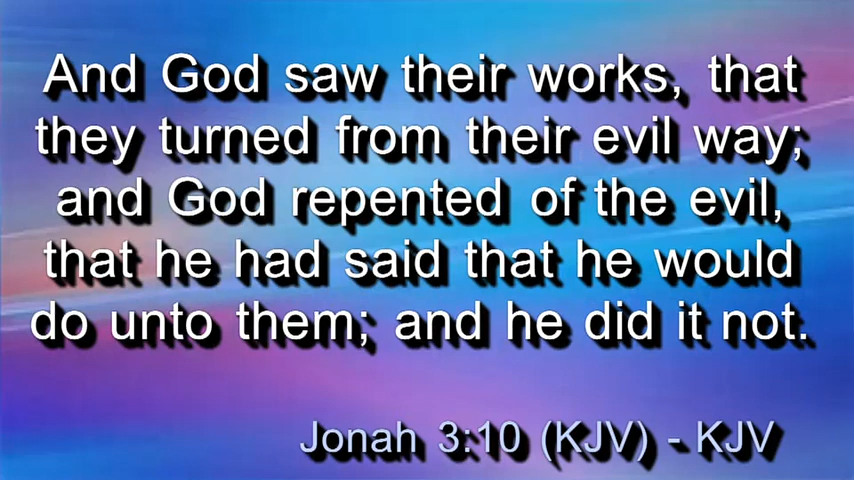 And God saw their works, that
they turned from their evil way;
and God repented of the evil,
that he had said that he would
do unto them; and he did it not.
Jonah 3:10 (KJV) - KJV